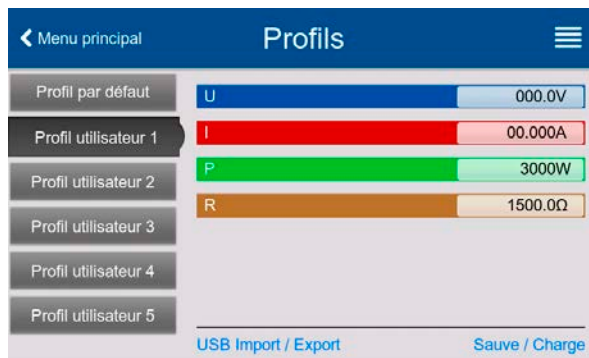 Menu principal
Profils
Profil par défaut
Profil utilisateur 1
Profil utilisateur 2
Profil utilisateur 3
Profil utilisateur 4
Profil utilisateur 5
U 000.0V
I 00.000A
P 3000W
R 1500.0Ω
USB Import / Export
Sauve / Charge